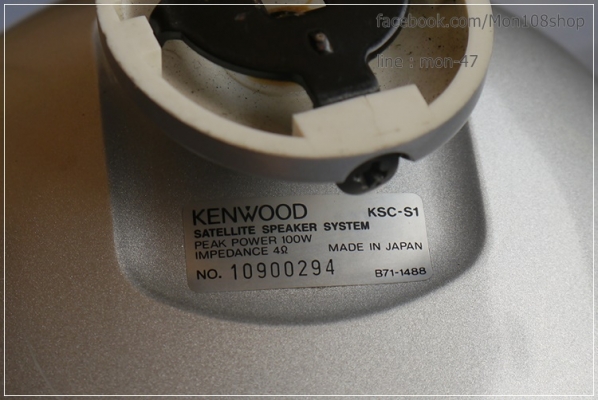 facebook.com/Mon108shop
line : mon-47
KENWOOD KSC-S1
SATELLITE SPEAKER SYSTEM
PEAK POWER 100W
IMPEDANCE 4Ω MADE IN JAPAN
NO. 10900294 B71-1488